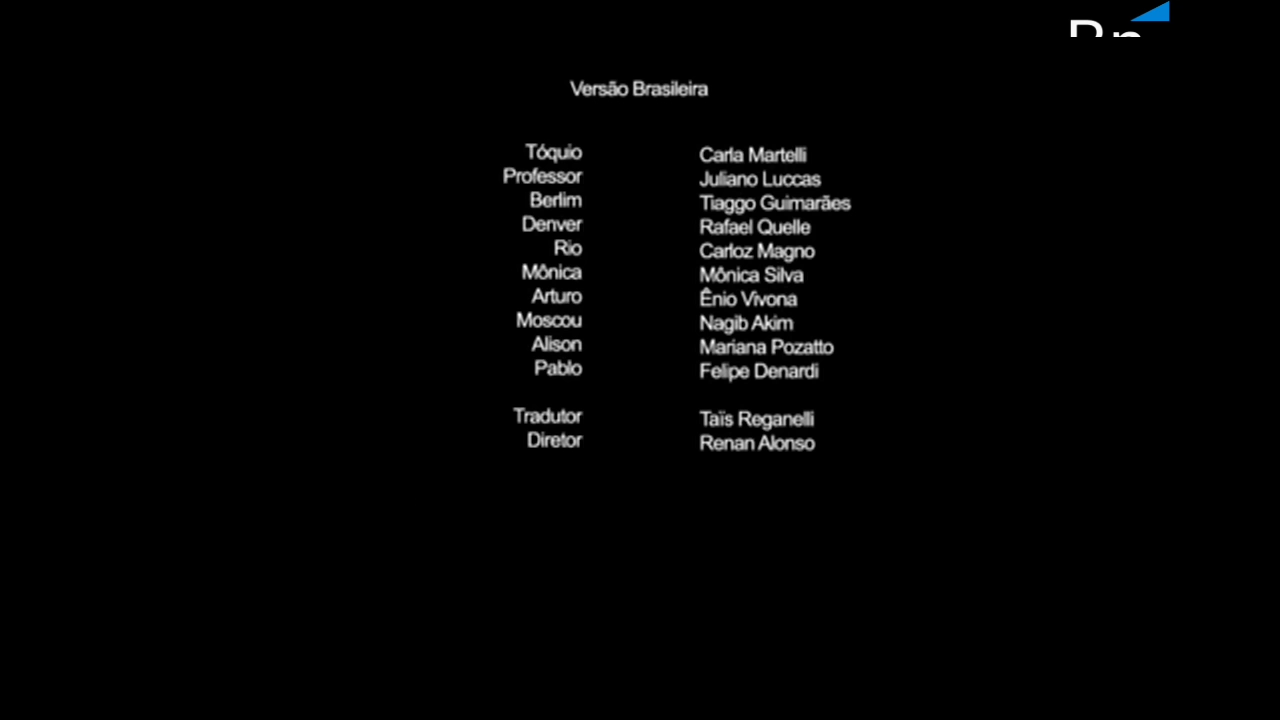 Versão Brasileira
Tóquio Carla Martelli
Professor Juliano Luccas
Berlim Tiaggo Guimarães
Denver Rafael Quelle
Rio Carloz Magno
Mônica Mônica Silva
Arturo Ênio Vivona
Moscou Nagib Akim
Alison Mariana Pozatto
Pablo Felipe Denardi
Tradutor Taïs Reganelli
Diretor Renan Alonso